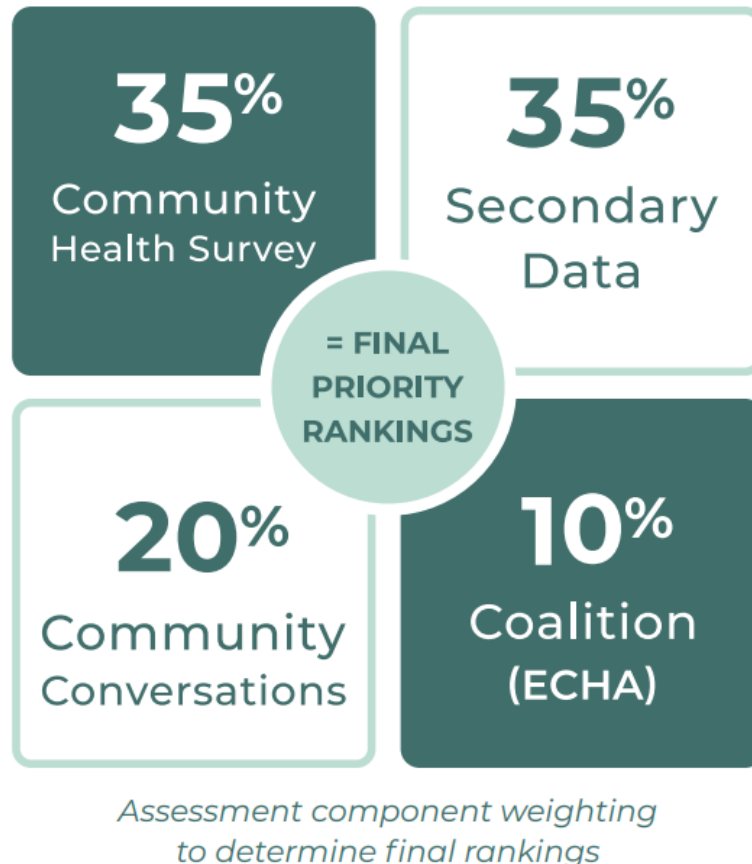 35%
Community
Health Survey
35%
Secondary
Data
= FINAL
PRIORITY
RANKINGS
20%
Community
Conversations
10%
Coalition
(ECHA)
Assessment component weighting
to determine final rankings